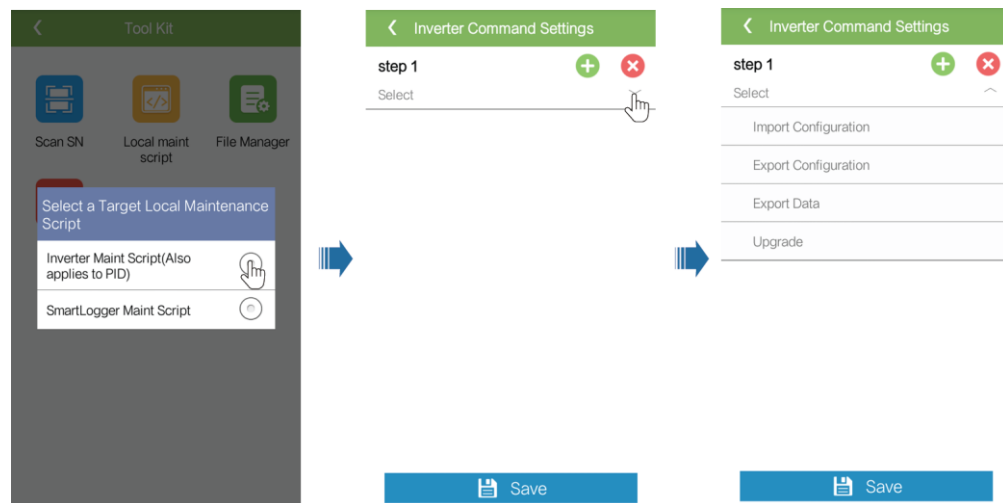 Tool Kit
Scan SN
Local maint
script
File Manager
Select a Target Local Maintenance
Script
Inverter Maint Script(Also
applies to PID)
SmartLogger Maint Script
Inverter Command Settings
step 1
Select
Save
Inverter Command Settings
step 1
Select
Import Configuration
Export Configuration
Export Data
Upgrade
Save